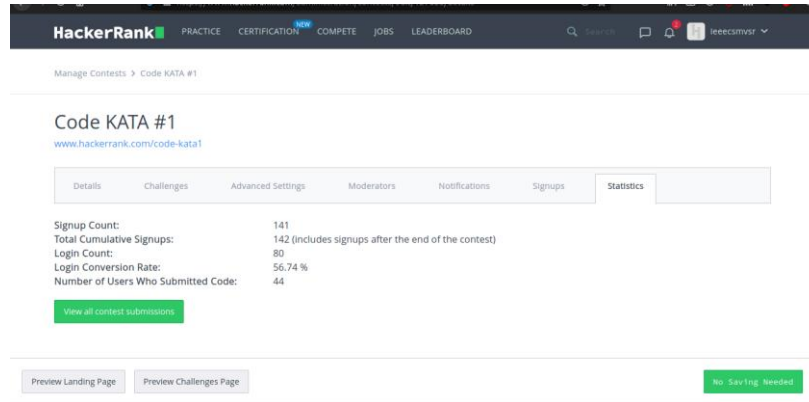 HackerRank PRACTICE CERTIFICATION NEW COMPETE JOBS LEADERBOARD Search ieeecsmvsr
Manage Contests > Code KATA #1
Code KATA #1
www.hackerrank.com/code-kata1
Details Challenges Advanced Settings Moderators Notifications Signups Statistics
Signup Count: 141
Total Cumulative Signups: 142 (includes signups after the end of the contest)
Login Count: 80
Login Conversion Rate: 56.74 %
Number of Users Who Submitted Code: 44
View all contest submissions
Preview Landing Page Preview Challenges Page No Saving Needed